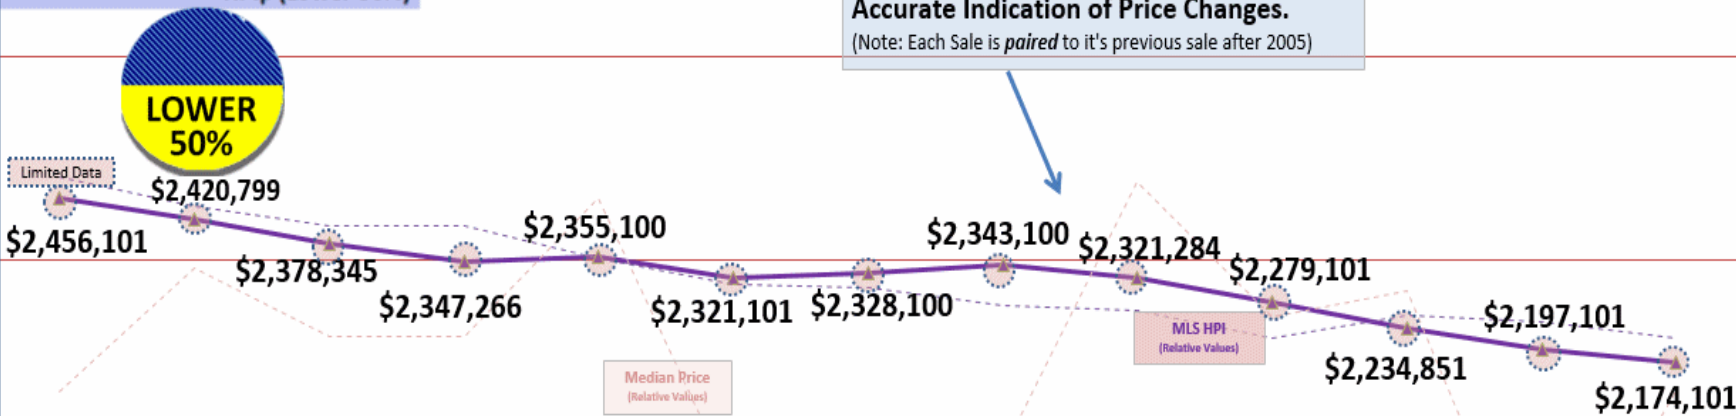 Accurate Indication of Price Changes.
(Note: Each Sale is paired to it's previous sale after 2005)
LOWER
50%
Limited Data
$2,456,101
$2,420,799
$2,378,345
$2,347,266
$2,355,100
$2,321,101
$2,328,100
$2,343,100
$2,321,284
$2,279,101
$2,234,851
$2,197,101
$2,174,101
Median Price
(Relative Values)
MLS HPI
(Relative Values)